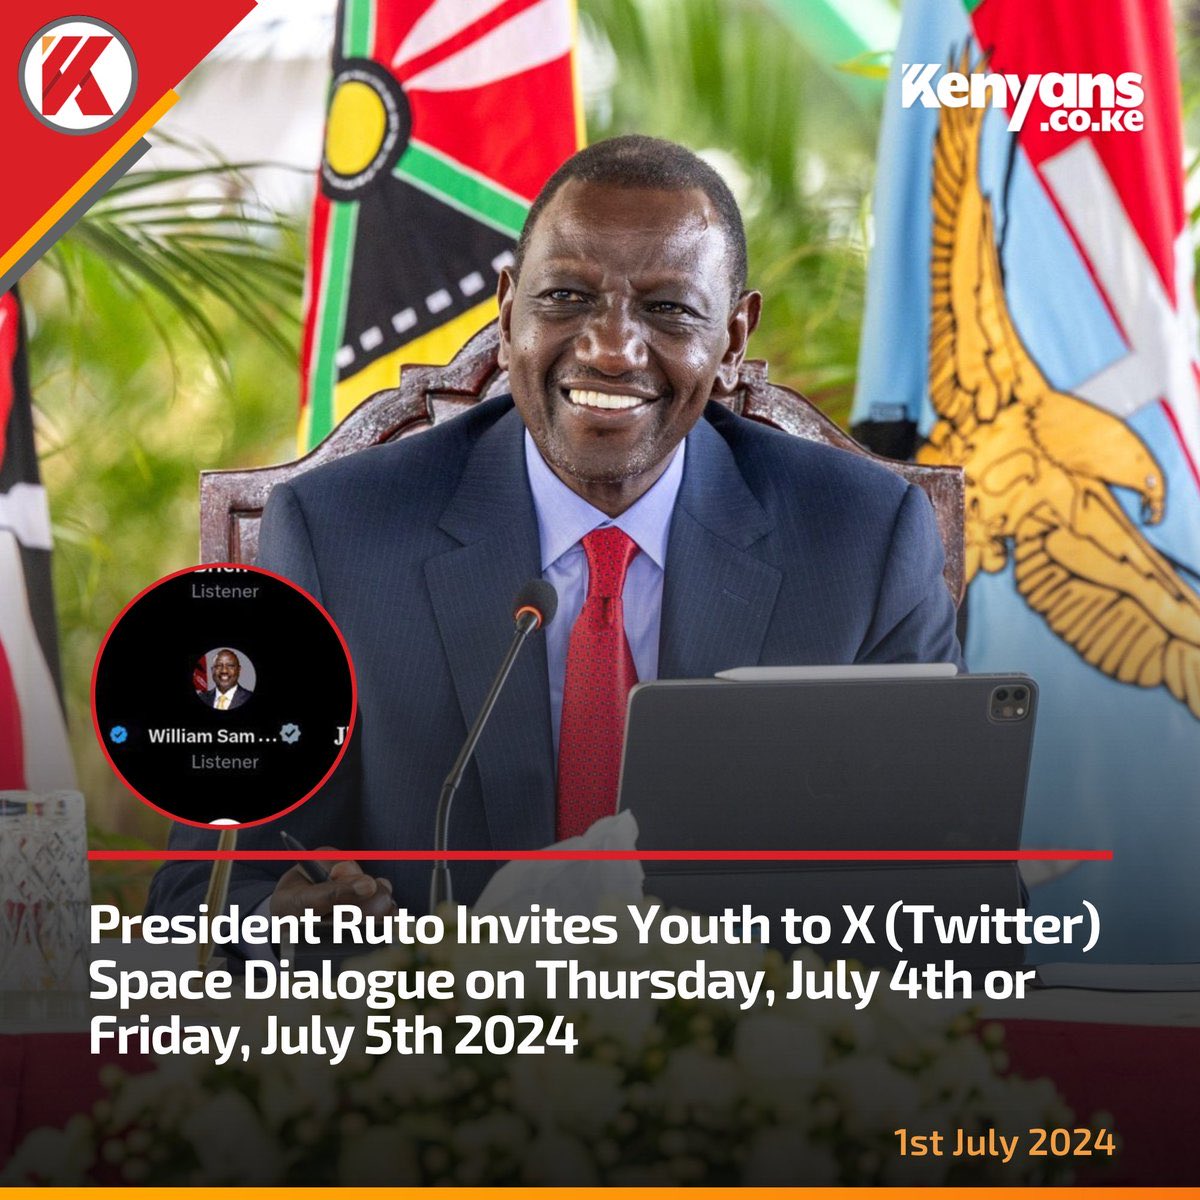 Kenyans
.co.ke
Listener
William Sam...
Listener
President Ruto Invites Youth to X (Twitter)
Space Dialogue on Thursday, July 4th or
Friday, July 5th 2024
1st July 2024